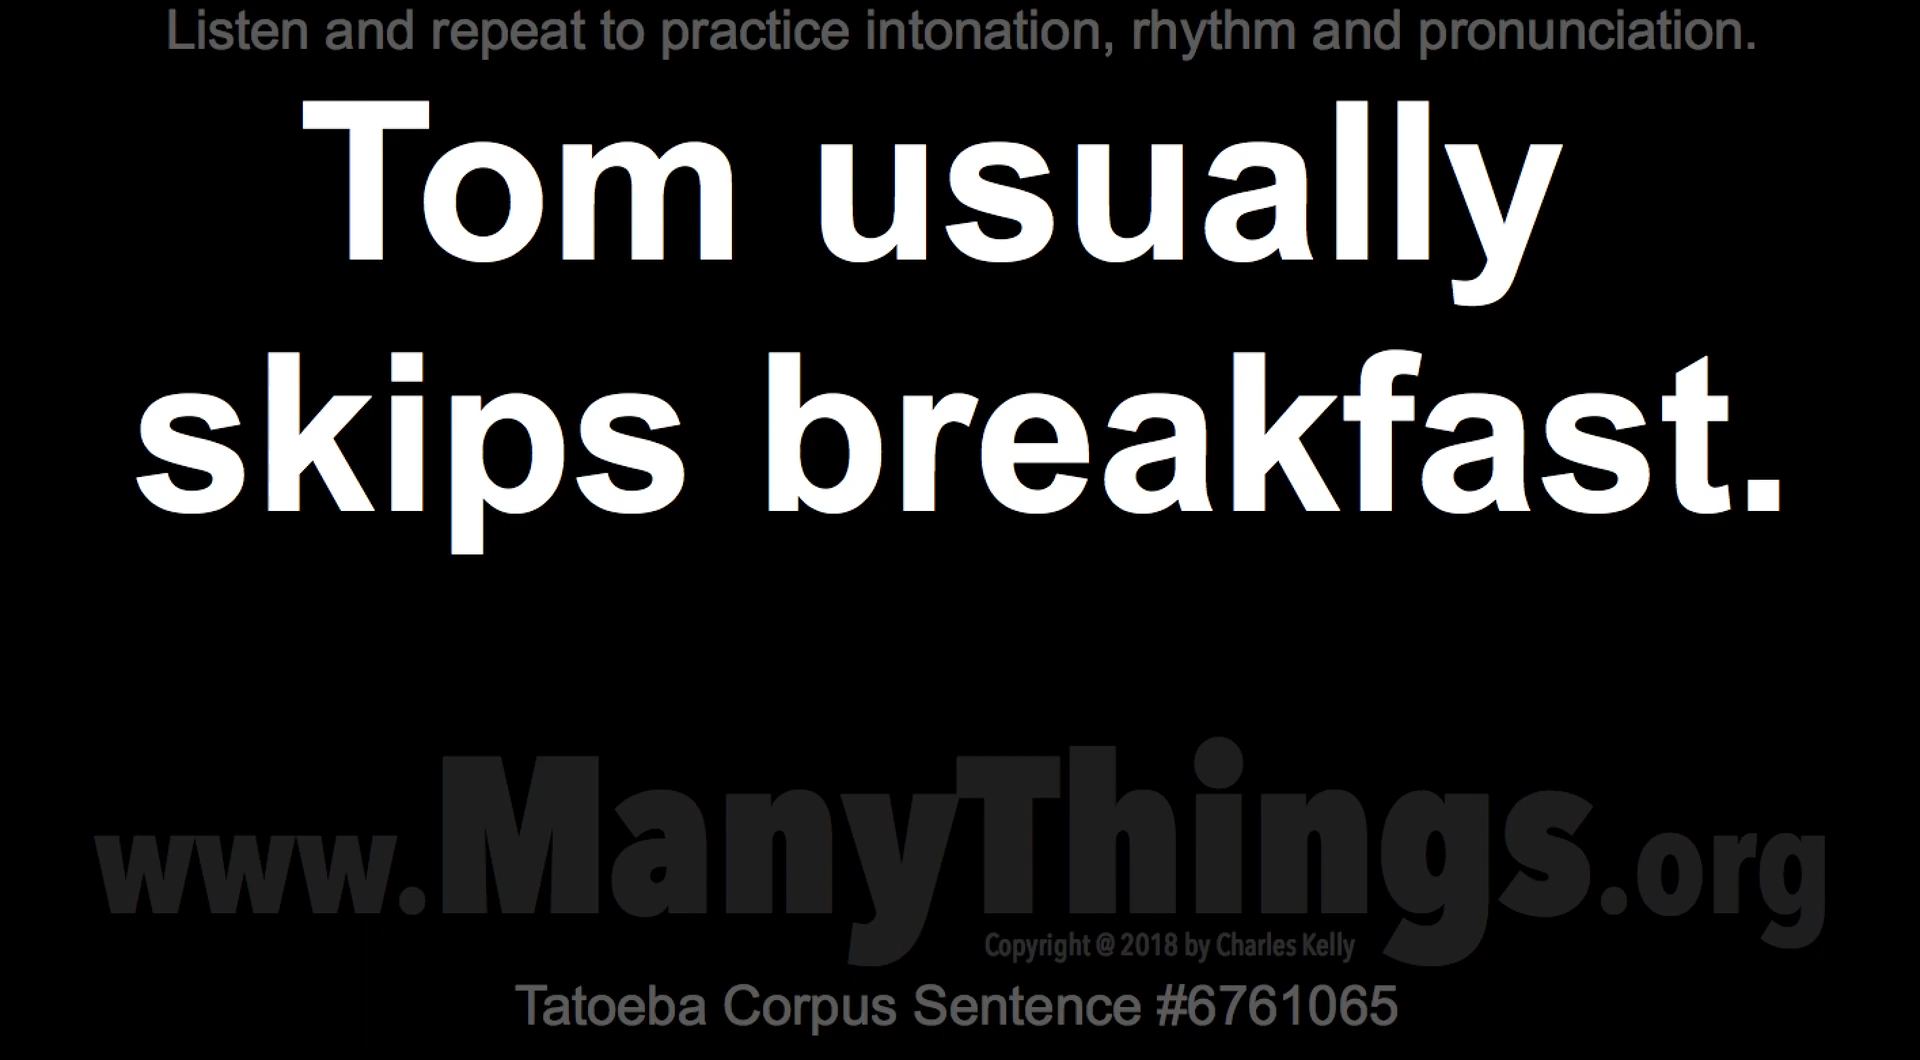 Listen and repeat to practice intonation, rhythm and pronunciation.
Tom usually
skips breakfast.
www.ManyThings.org
Copyright @ 2018 by Charles Kelly
Tatoeba Corpus Sentence #6761065